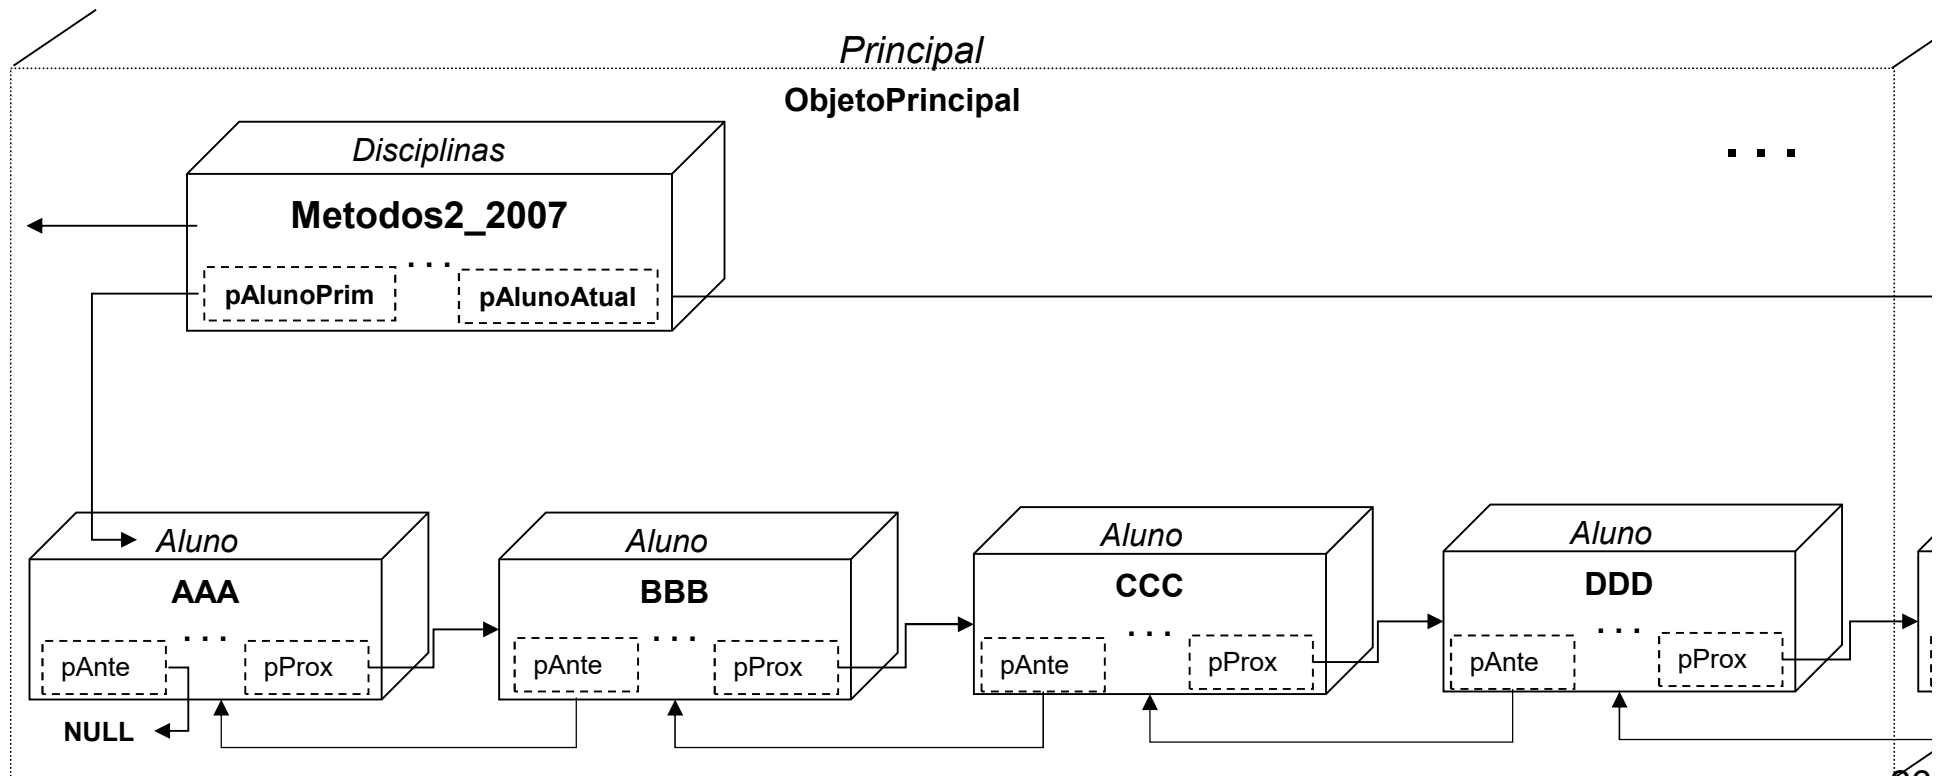 Principal
ObjetoPrincipal
Disciplinas
. . .
Metodos2_2007
. . .
pAlunoPrim
pAlunoAtual
Aluno
Aluno
Aluno
Aluno
AAA
BBB
CCC
DDD
. . .
. . .
. . .
. . .
pAnte
pProx
pAnte
pProx
pAnte
pProx
pAnte
pProx
NULL